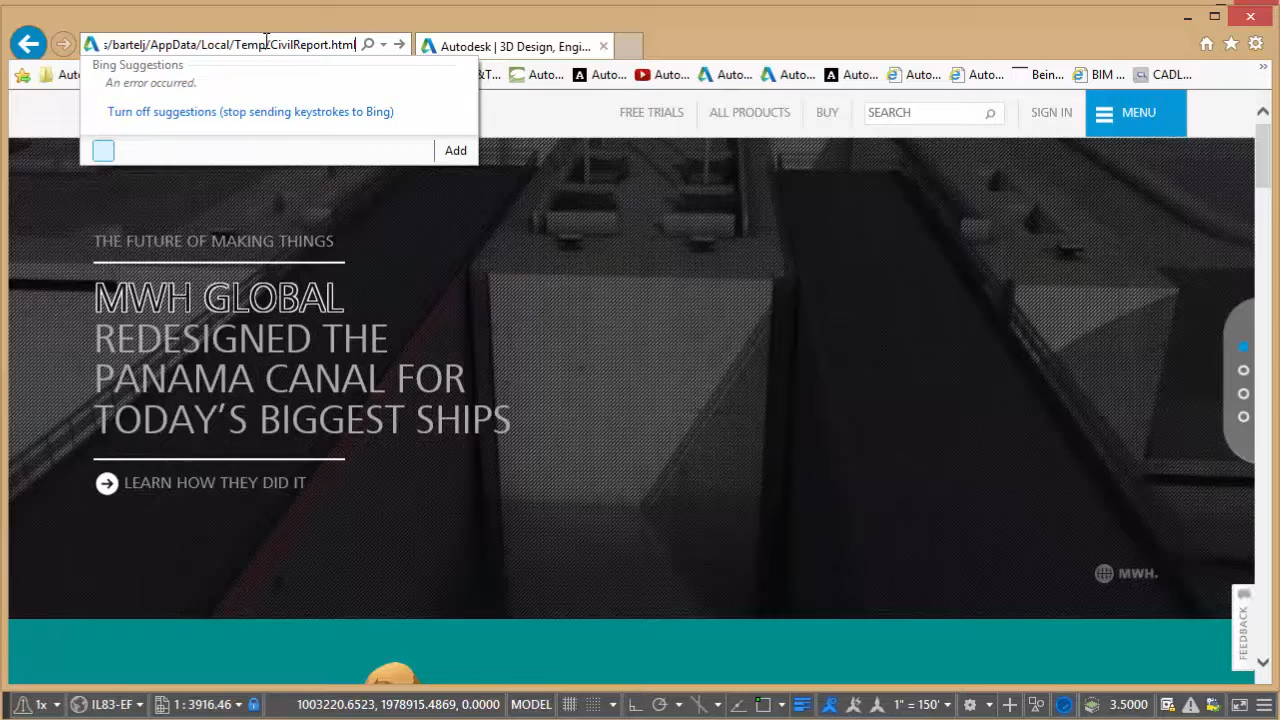 s/bartelj/AppData/Local/Temp/CivilReport.html
Autodesk | 3D Design, Engi...
Bing Suggestions
An error occurred.
Turn off suggestions (stop sending keystrokes to Bing)
Add
&T... Auto... Auto... Auto... Auto... Auto... Auto... Auto... Auto... Bein... BIM ... CADL...
FREE TRIALS ALL PRODUCTS BUY SEARCH SIGN IN MENU
THE FUTURE OF MAKING THINGS
MWH GLOBAL
REDESIGNED THE
PANAMA CANAL FOR
TODAY'S BIGGEST SHIPS
LEARN HOW THEY DID IT
MWH.
FEEDBACK
1x IL83-EF 1 : 3916.46 1003220.6523, 1978915.4869, 0.0000 MODEL 1" = 150' 3.5000